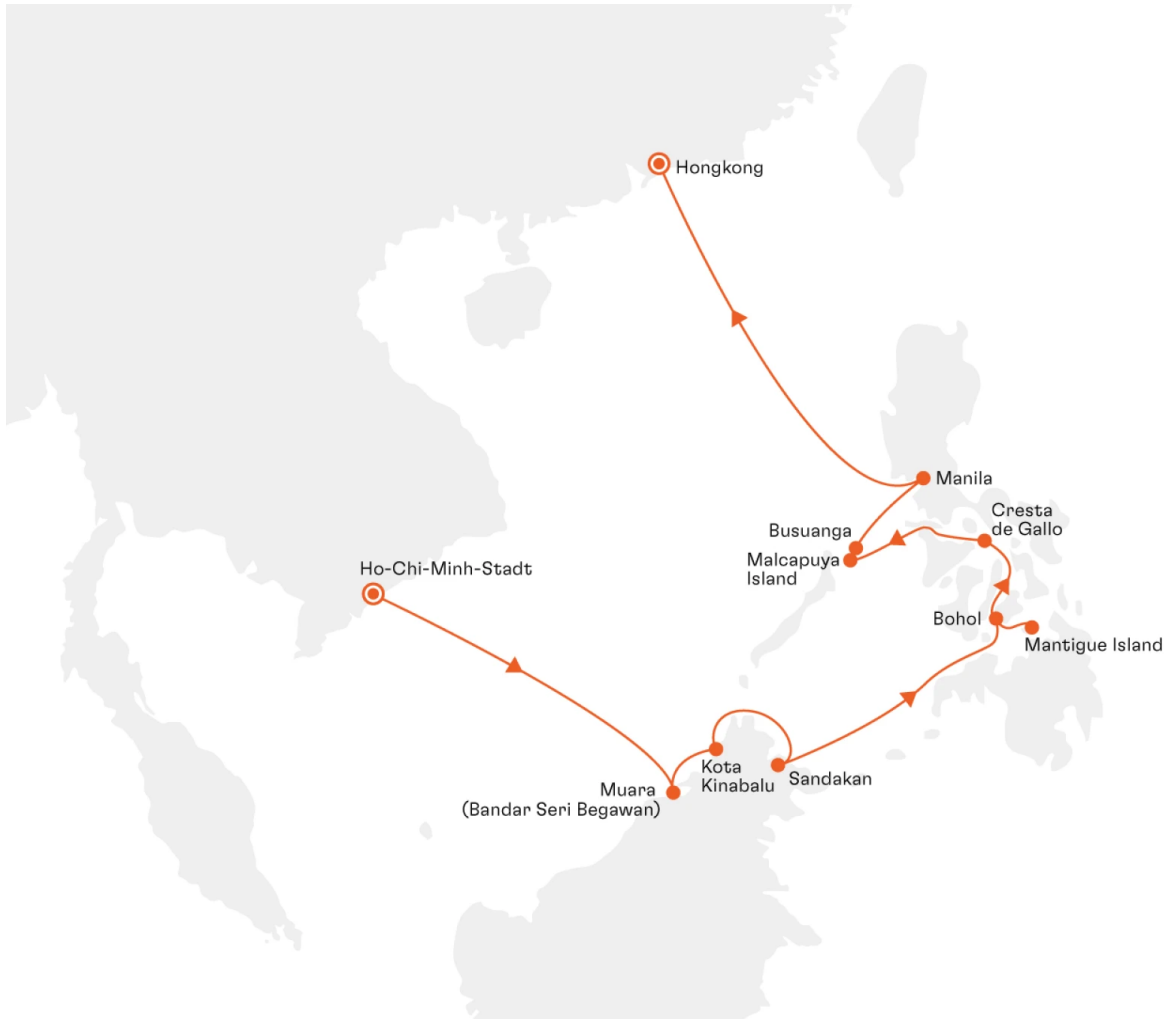 Hongkong
Manila
Cresta
de Gallo
Busuanga
Malcapuya
Island
Ho-Chi-Minh-Stadt
Bohol
Mantigue Island
Kota
Kinabalu
Sandakan
Muara
(Bandar Seri Begawan)